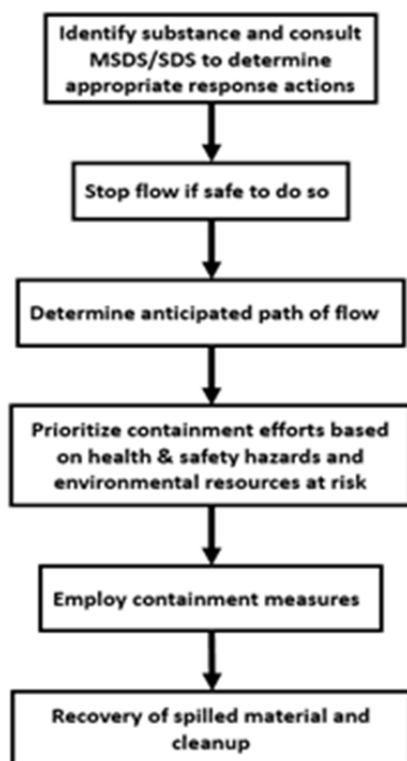 Identify substance and consult
MSDS/SDS to determine
appropriate response actions
Stop flow if safe to do so
Determine anticipated path of flow
Prioritize containment efforts based
on health & safety hazards and
environmental resources at risk
Employ containment measures
Recovery of spilled material and
cleanup